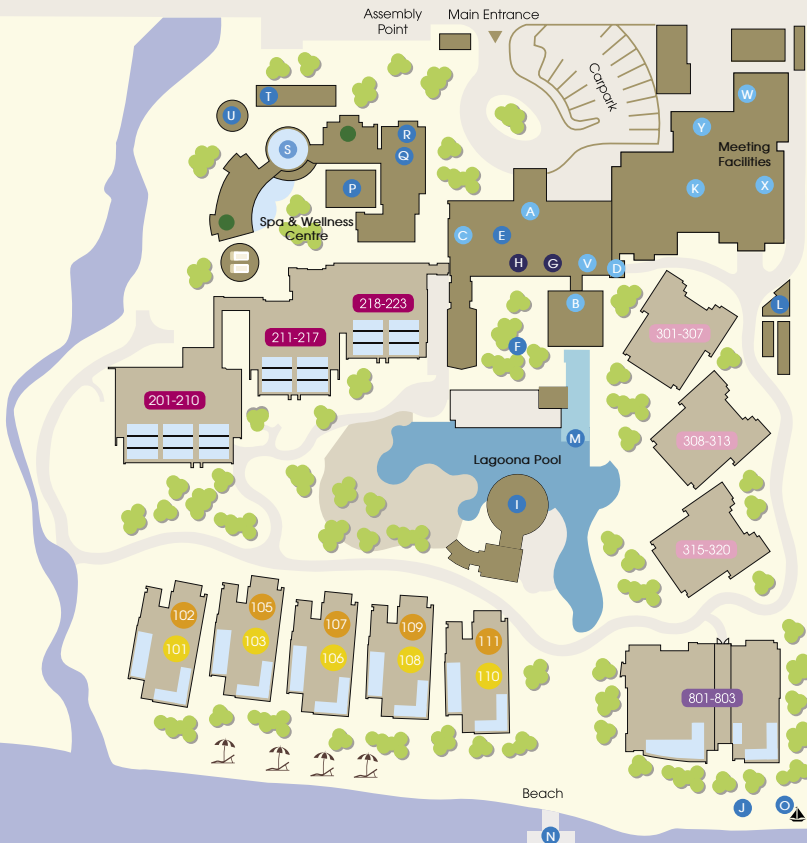 Assembly
Point
Main Entrance
Carpark
T
U
S
R
Q
P
W
Y
Meeting
Facilities
K
X
A
C
E
H
G
V
D
Spa & Wellness
Centre
B
L
F
218-223
211-217
201-210
301-307
308-313
315-320
M
Lagoona Pool
I
102
101
105
103
107
106
109
108
111
110
801-803
Beach
J
O
N